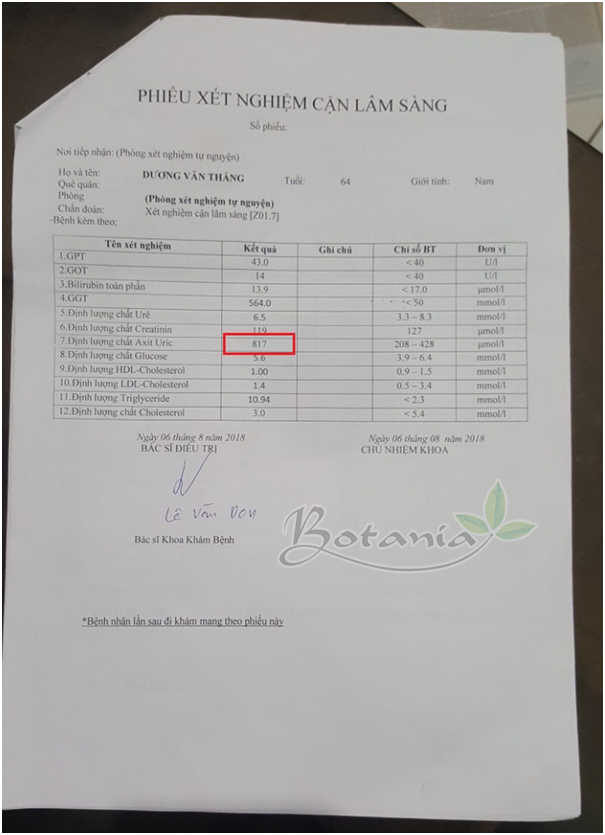 PHIẾU XÉT NGHIỆM CẬN LÂM SÀNG
Số phiếu:
Nơi tiếp nhận: (Phòng xét nghiệm tự nguyện)
Họ và tên: DƯƠNG VĂN THẮNG Tuổi: 64 Giới tính: Nam
Quê quán:
Phòng (Phòng xét nghiệm tự nguyện)
Chẩn đoán: Xét nghiệm cận lâm sàng [Z01.7]
-Bệnh kèm theo:
Tên xét nghiệm Kết quả Ghi chú Chỉ số BT Đơn vị
1.GPT 43.0 < 40 U/l
2.GOT 14 < 40 U/l
3.Bilirubin toàn phần 13.9 < 17.0 µmol/l
4.GGT 564.0 < 50 mmol/l
5.Định lượng chất Urê 6.5 3.3 – 8.3 mmol/l
6.Định lượng chất Creatinin 119 127 µmol/l
7.Định lượng chất Axit Uric 817 208 – 428 µmol/l
8.Định lượng chất Glucose 5.6 3.9 – 6.4 mmol/l
9.Định lượng HDL-Cholesterol 1.00 0.9 – 1.5 mmol/l
10.Định lượng LDL-Cholesterol 1.4 0.5 – 3.4 mmol/l
11.Định lượng Triglyceride 10.94 < 2.3 mmol/l
12.Định lượng chất Cholesterol 3.0 < 5.4 mmol/l
Ngày 06 tháng 8 năm 2018 Ngày 06 tháng 08 năm 2018
BÁC SĨ ĐIỀU TRỊ CHỦ NHIỆM KHOA
Lê Văn Don
Botania
Bác sĩ Khoa Khám Bệnh
*Bệnh nhân lần sau đi khám mang theo phiếu này